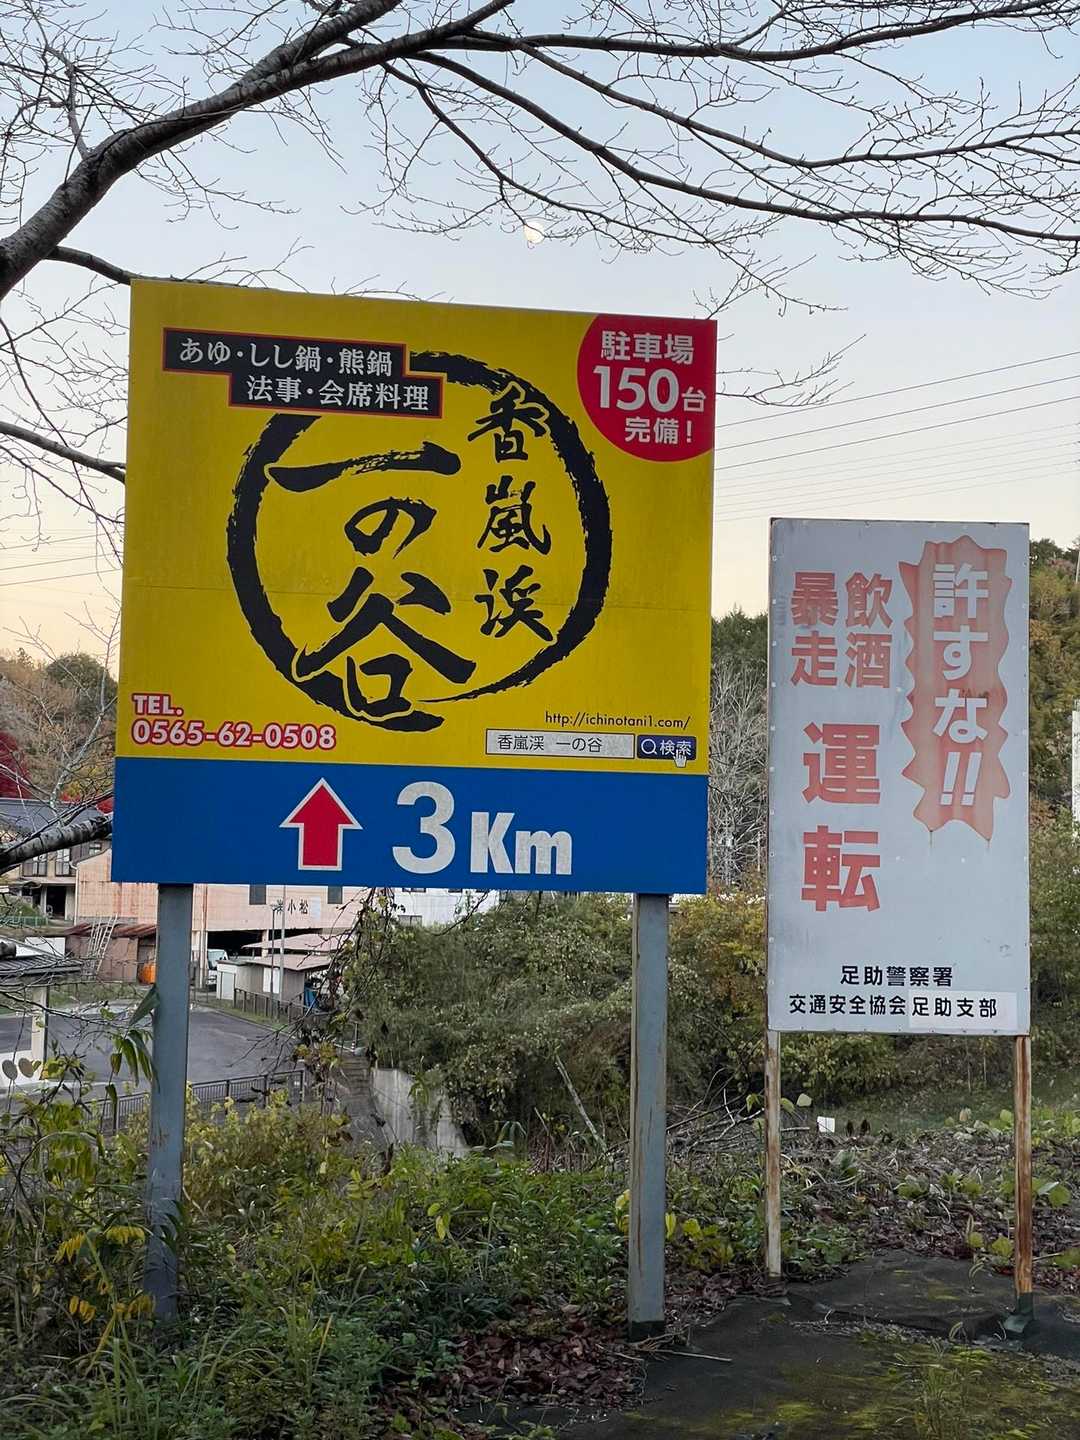 あゆ・しし鍋・熊鍋
法事・会席料理
駐車場
150台
完備!
香嵐渓
一の谷
TEL.
0565-62-0508
http://ichinotani1.com/
香嵐渓 一の谷 検索
3Km
許すな!!
飲酒
暴走
運転
足助警察署
交通安全協会足助支部
小松